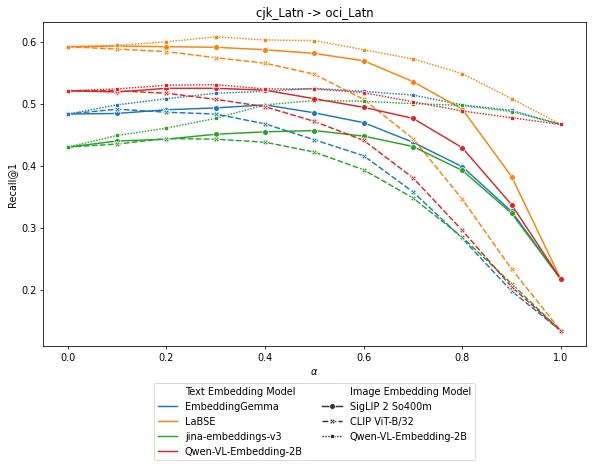 cjk_Latn -> oci_Latn
Recall@1
0.6
0.5
0.4
0.3
0.2
0.0 0.2 0.4 0.6 0.8 1.0
α
Text Embedding Model Image Embedding Model
EmbeddingGemma SigLIP 2 So400m
LaBSE CLIP ViT-B/32
jina-embeddings-v3 Qwen-VL-Embedding-2B
Qwen-VL-Embedding-2B